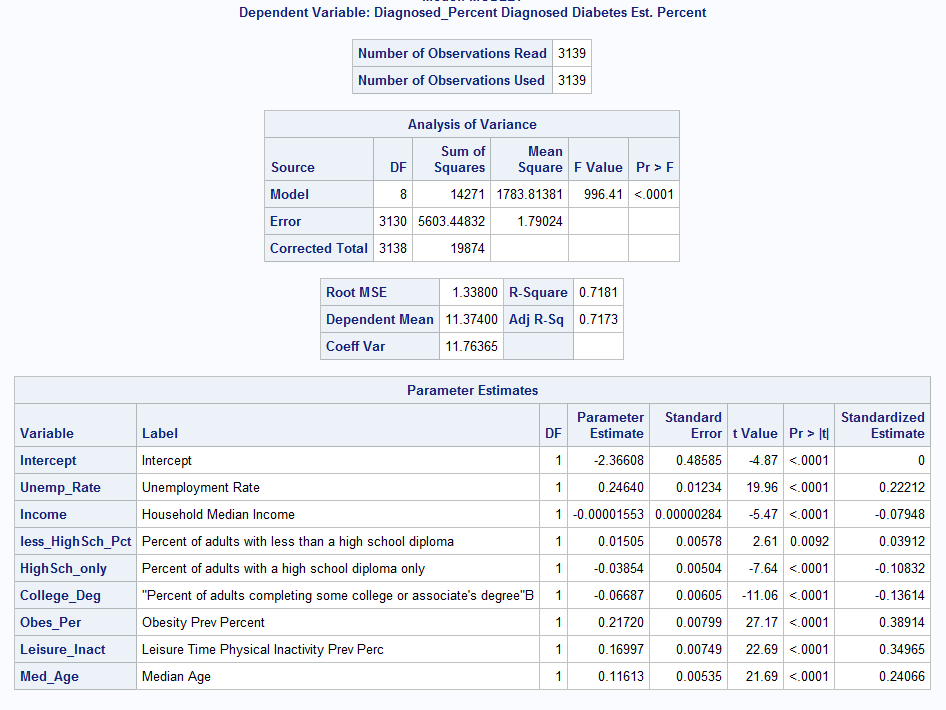 Dependent Variable: Diagnosed_Percent Diagnosed Diabetes Est. Percent
Number of Observations Read 3139
Number of Observations Used 3139
Analysis of Variance
Source DF Sum of Squares Mean Square F Value Pr > F
Model 8 14271 1783.81381 996.41 <.0001
Error 3130 5603.44832 1.79024
Corrected Total 3138 19874
Root MSE 1.33800 R-Square 0.7181
Dependent Mean 11.37400 Adj R-Sq 0.7173
Coeff Var 11.76365
Parameter Estimates
Variable Label DF Parameter Estimate Standard Error t Value Pr > |t| Standardized Estimate
Intercept Intercept 1 -2.36608 0.48585 -4.87 <.0001 0
Unemp_Rate Unemployment Rate 1 0.24640 0.01234 19.96 <.0001 0.22212
Income Household Median Income 1 -0.00001553 0.00000284 -5.47 <.0001 -0.07948
less_HighSch_Pct Percent of adults with less than a high school diploma 1 0.01505 0.00578 2.61 0.0092 0.03912
HighSch_only Percent of adults with a high school diploma only 1 -0.03854 0.00504 -7.64 <.0001 -0.10832
College_Deg "Percent of adults completing some college or associate's degree"B 1 -0.06687 0.00605 -11.06 <.0001 -0.13614
Obes_Per Obesity Prev Percent 1 0.21720 0.00799 27.17 <.0001 0.38914
Leisure_Inact Leisure Time Physical Inactivity Prev Perc 1 0.16997 0.00749 22.69 <.0001 0.34965
Med_Age Median Age 1 0.11613 0.00535 21.69 <.0001 0.24066